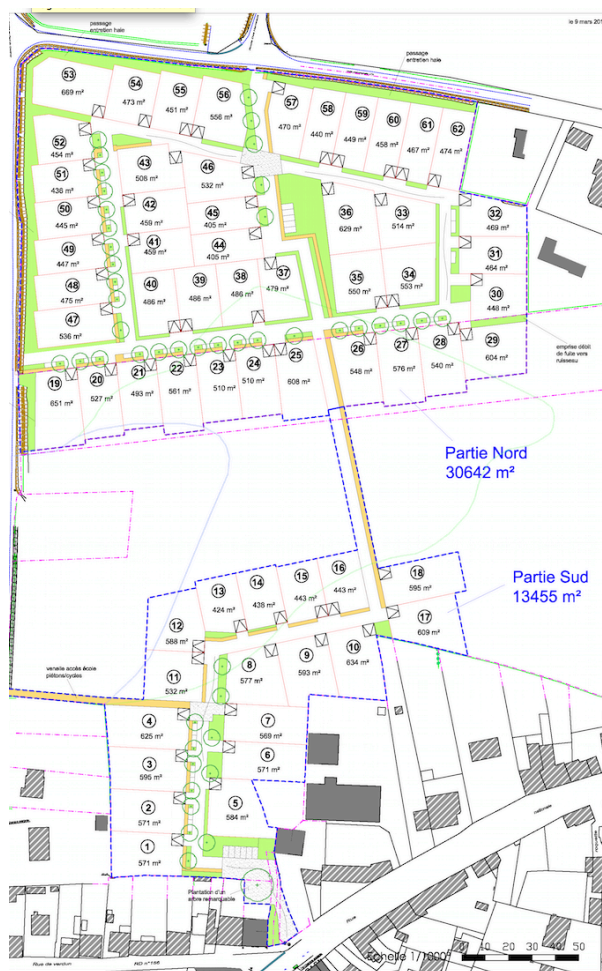 le 9 mars 201
passage
entretien haie
passage
entretien haie
53
669 m²
54
473 m²
55
451 m²
56
556 m²
57
470 m²
58
440 m²
59
449 m²
60
458 m²
61
467 m²
62
474 m²
52
454 m²
51
436 m²
50
445 m²
49
447 m²
48
475 m²
47
536 m²
43
508 m²
42
459 m²
41
459 m²
40
486 m²
39
486 m²
38
486 m²
37
479 m²
46
532 m²
45
405 m²
44
405 m²
36
629 m²
33
514 m²
35
550 m²
34
553 m²
32
469 m²
31
464 m²
30
448 m²
29
604 m²
emprise débit
de fuite vers
ruisseau
19
651 m²
20
527 m²
21
493 m²
22
561 m²
23
510 m²
24
510 m²
25
608 m²
26
548 m²
27
576 m²
28
540 m²
Partie Nord
30642 m²
Partie Sud
13455 m²
13
424 m²
14
438 m²
15
443 m²
16
443 m²
18
595 m²
17
609 m²
12
588 m²
11
532 m²
8
577 m²
9
593 m²
10
634 m²
venelle accès école
piétons/cycles
4
625 m²
3
595 m²
2
571 m²
1
571 m²
7
569 m²
6
571 m²
5
584 m²
Plantation d'un
arbre remarquable
nationale
Rue
Rue de verdun
RD n°156
Echelle 1/1000°
0 10 20 30 40 50